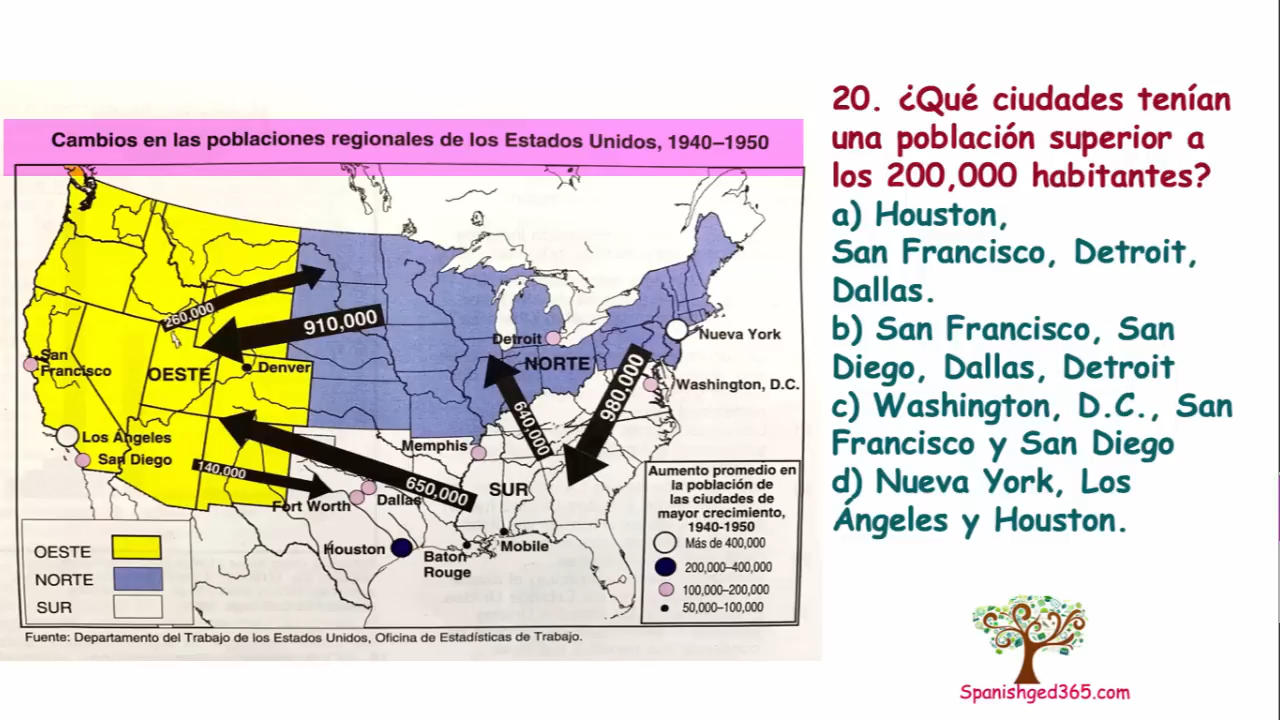 Cambios en las poblaciones regionales de los Estados Unidos, 1940–1950
260,000
910,000
Detroit
Nueva York
San
Francisco
OESTE
Denver
NORTE
980,000
Washington, D.C.
640,000
Los Angeles
San Diego
Memphis
140,000
650,000
SUR
Fort Worth
Dallas
Houston
Baton
Rouge
Mobile
OESTE
NORTE
SUR
Aumento promedio en
la población de
las ciudades de
mayor crecimiento,
1940-1950
Más de 400,000
200,000–400,000
100,000–200,000
50,000–100,000
Fuente: Departamento del Trabajo de los Estados Unidos, Oficina de Estadísticas de Trabajo.
20. ¿Qué ciudades tenían
una población superior a
los 200,000 habitantes?
a) Houston,
San Francisco, Detroit,
Dallas.
b) San Francisco, San
Diego, Dallas, Detroit
c) Washington, D.C., San
Francisco y San Diego
d) Nueva York, Los
Ángeles y Houston.
Spanishged365.com